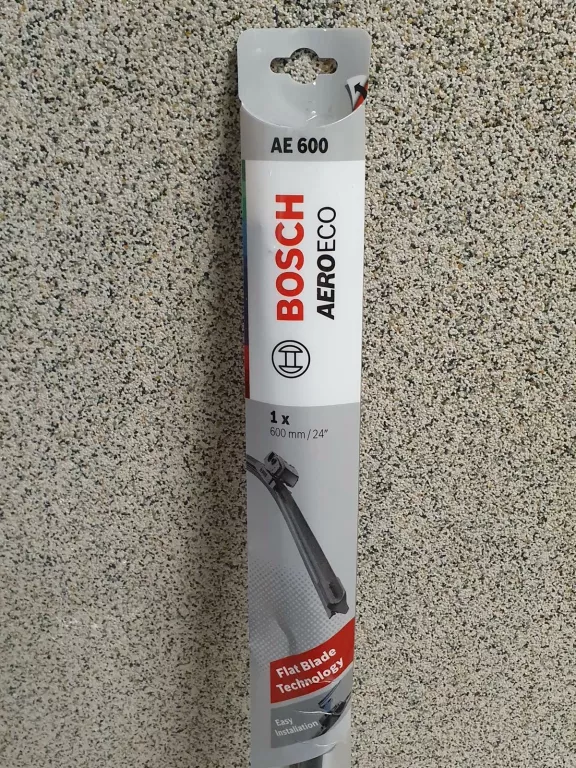 AE 600
BOSCH
AEROECO
1 x
600 mm / 24"
Flat Blade
Technology
Easy
Installation